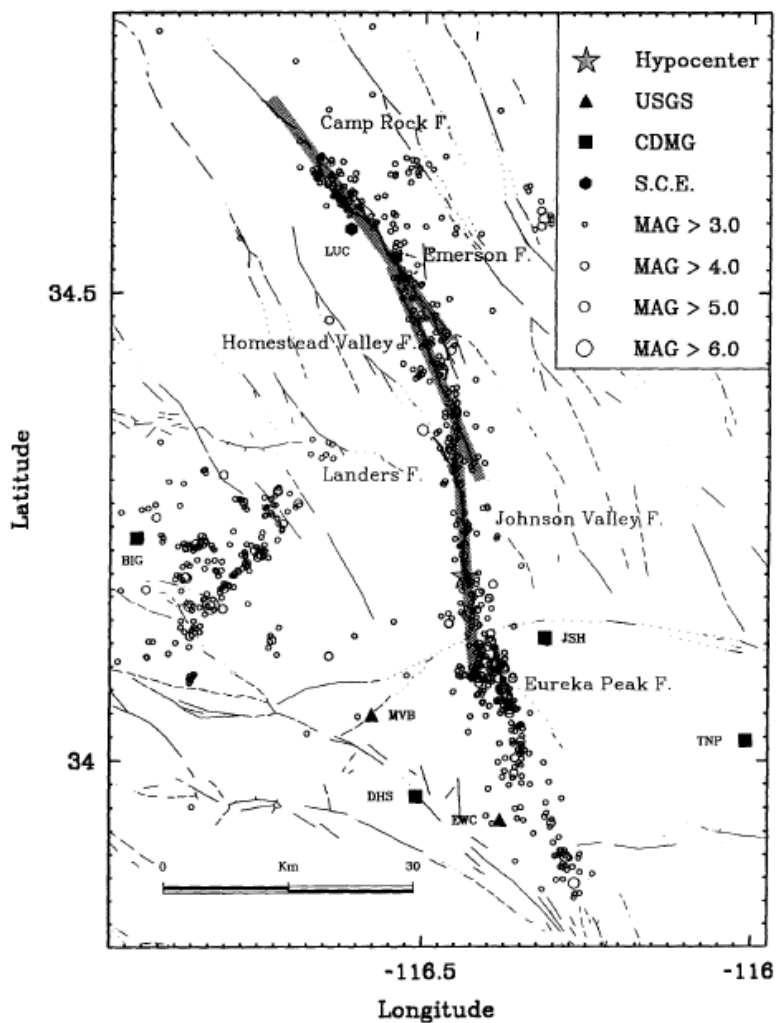 Hypocenter
USGS
CDMG
S.C.E.
MAG > 3.0
MAG > 4.0
MAG > 5.0
MAG > 6.0
Camp Rock F.
LUC
Emerson F.
34.5
Homestead Valley F.
Landers F.
Latitude
Johnson Valley F.
BIG
JSH
Eureka Peak F.
MVB
TNP
34
DHS
EWC
0 Km 30
-116.5 -116
Longitude